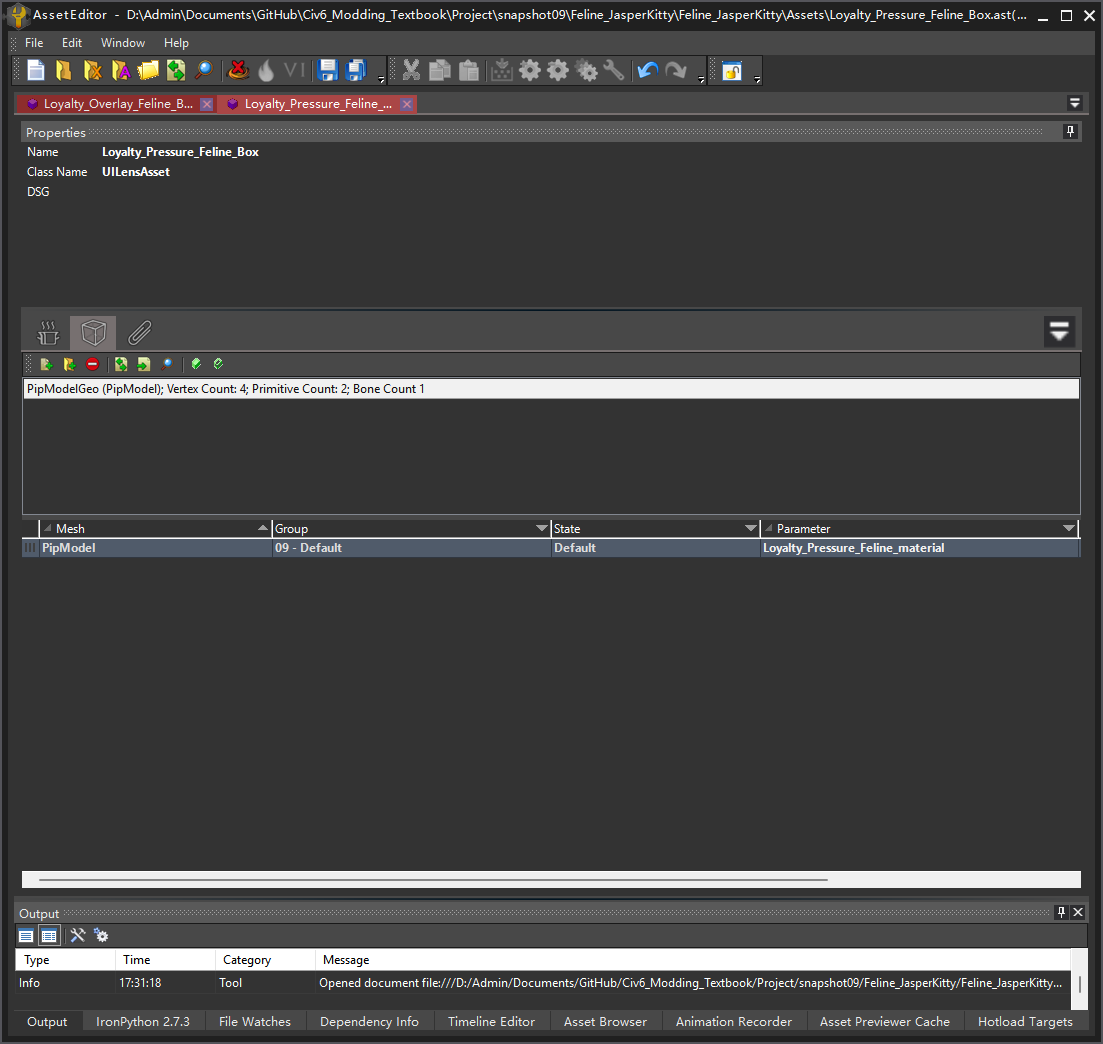 AssetEditor - D:\Admin\Documents\GitHub\Civ6_Modding_Textbook\Project\snapshot09\Feline_JasperKitty\Feline_JasperKitty\Assets\Loyalty_Pressure_Feline_Box.ast(...
File Edit Window Help
VI
Loyalty_Overlay_Feline_B... Loyalty_Pressure_Feline_...
Properties
Name Loyalty_Pressure_Feline_Box
Class Name UILensAsset
DSG
PipModelGeo (PipModel); Vertex Count: 4; Primitive Count: 2; Bone Count 1
Mesh Group State Parameter
PipModel 09 - Default Default Loyalty_Pressure_Feline_material
Output
Type Time Category Message
Info 17:31:18 Tool Opened document file:///D:/Admin/Documents/GitHub/Civ6_Modding_Textbook/Project/snapshot09/Feline_JasperKitty/Feline_JasperKitty...
Output IronPython 2.7.3 File Watches Dependency Info Timeline Editor Asset Browser Animation Recorder Asset Previewer Cache Hotload Targets